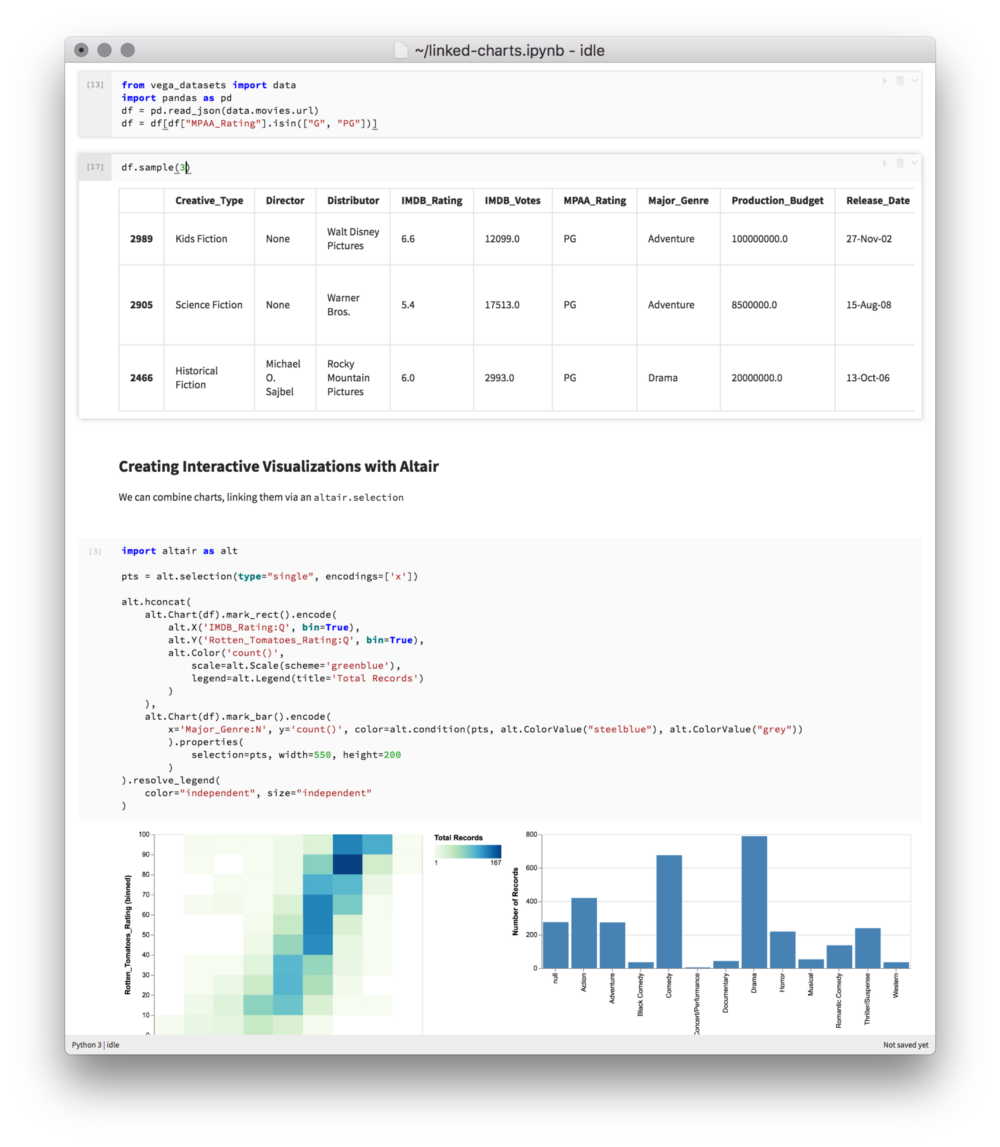 ~/linked-charts.ipynb - idle
[13]
from vega_datasets import data
import pandas as pd
df = pd.read_json(data.movies.url)
df = df[df["MPAA_Rating"].isin(["G", "PG"])]
[17]
df.sample(3)
Creative_Type Director Distributor IMDB_Rating IMDB_Votes MPAA_Rating Major_Genre Production_Budget Release_Date
2989 Kids Fiction None Walt Disney Pictures 6.6 12099.0 PG Adventure 100000000.0 27-Nov-02
2905 Science Fiction None Warner Bros. 5.4 17513.0 PG Adventure 8500000.0 15-Aug-08
2466 Historical Fiction Michael O. Sajbel Rocky Mountain Pictures 6.0 2993.0 PG Drama 20000000.0 13-Oct-06
Creating Interactive Visualizations with Altair
We can combine charts, linking them via an altair.selection
[3]
import altair as alt
pts = alt.selection(type="single", encodings=['x'])
alt.hconcat(
    alt.Chart(df).mark_rect().encode(
        alt.X('IMDB_Rating:Q', bin=True),
        alt.Y('Rotten_Tomatoes_Rating:Q', bin=True),
        alt.Color('count()',
            scale=alt.Scale(scheme='greenblue'),
            legend=alt.Legend(title='Total Records')
        )
    ),
    alt.Chart(df).mark_bar().encode(
        x='Major_Genre:N', y='count()', color=alt.condition(pts, alt.ColorValue("steelblue"), alt.ColorValue("grey"))
        ).properties(
            selection=pts, width=550, height=200
        )
).resolve_legend(
    color="independent", size="independent"
)
Rotten_Tomatoes_Rating (binned)
100
90
80
70
60
50
40
30
20
10
0
Total Records
1 167
Number of Records
800
600
400
200
0
null
Action
Adventure
Black Comedy
Comedy
Concert/Performance
Documentary
Drama
Horror
Musical
Romantic Comedy
Thriller/Suspense
Western
Python 3 | idle
Not saved yet